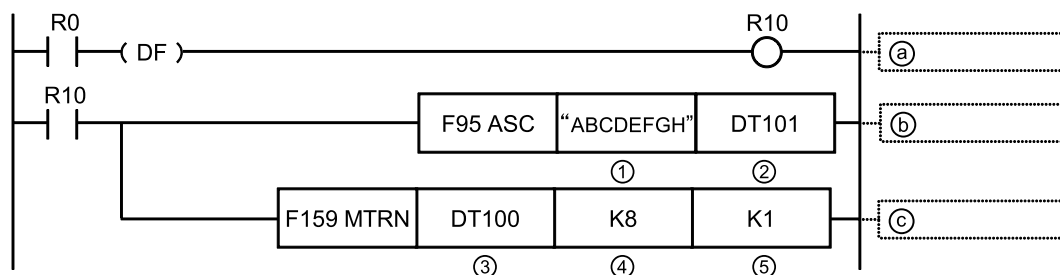 R0 R10
( DF ) ⓐ
R10
F95 ASC “ABCDEFGH” DT101 ⓑ
① ②
F159 MTRN DT100 K8 K1 ⓒ
③ ④ ⑤